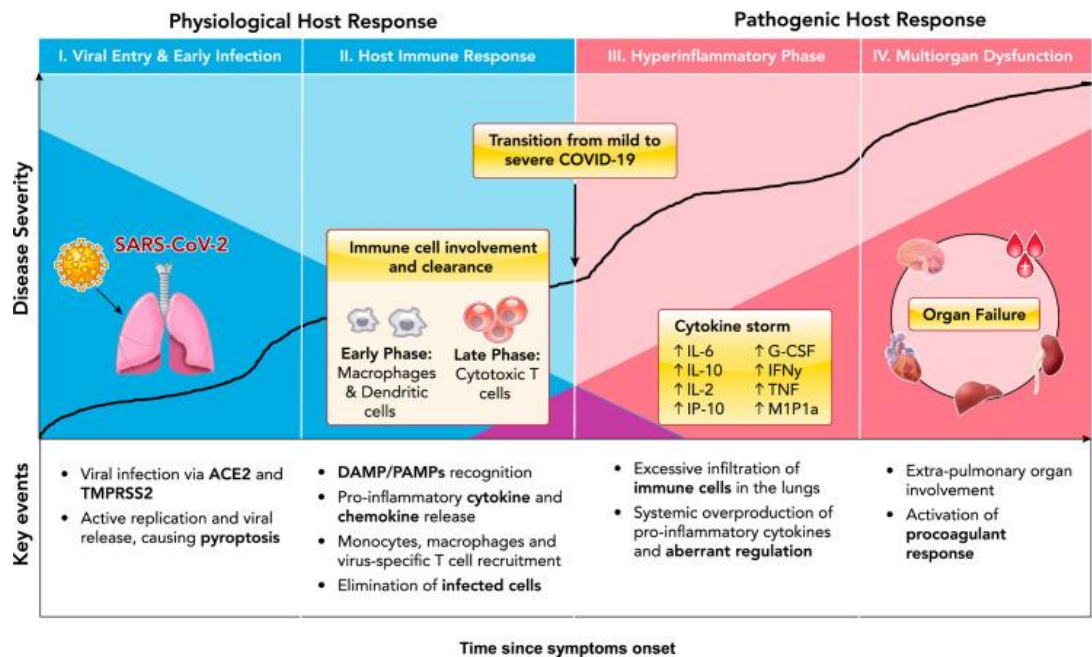 Physiological Host Response
Pathogenic Host Response
I. Viral Entry & Early Infection
II. Host Immune Response
III. Hyperinflammatory Phase
IV. Multiorgan Dysfunction
Disease Severity
Transition from mild to
severe COVID-19
SARS-CoV-2
Immune cell involvement
and clearance
Early Phase:
Macrophages
& Dendritic
cells
Late Phase:
Cytotoxic T
cells
Cytokine storm
↑ IL-6
↑ IL-10
↑ IL-2
↑ IP-10
↑ G-CSF
↑ IFNy
↑ TNF
↑ M1P1a
Organ Failure
Key events
• Viral infection via ACE2 and
TMPRSS2
• Active replication and viral
release, causing pyroptosis
• DAMP/PAMPs recognition
• Pro-inflammatory cytokine and
chemokine release
• Monocytes, macrophages and
virus-specific T cell recruitment
• Elimination of infected cells
• Excessive infiltration of
immune cells in the lungs
• Systemic overproduction of
pro-inflammatory cytokines
and aberrant regulation
• Extra-pulmonary organ
involvement
• Activation of
procoagulant
response
Time since symptoms onset